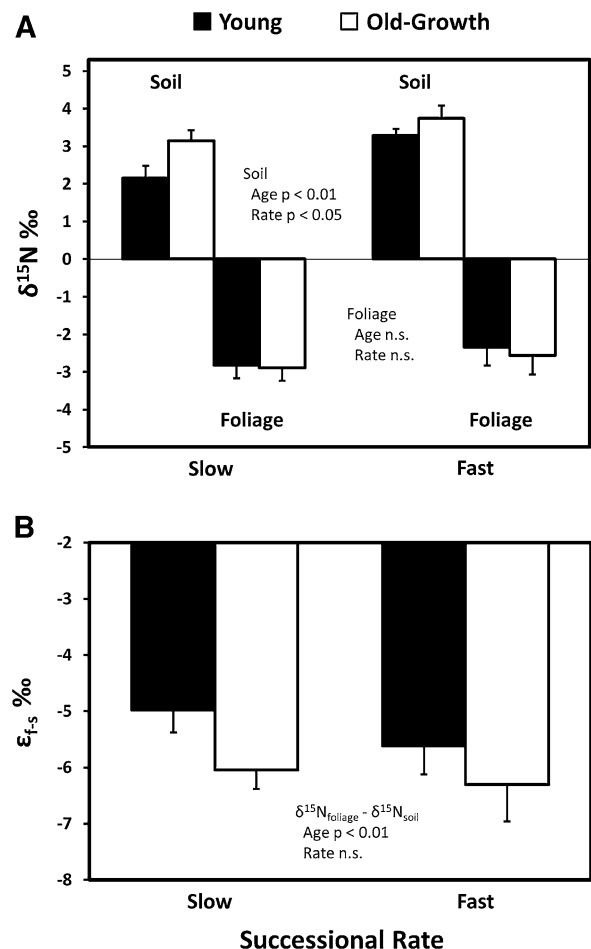 A
Young
Old-Growth
Soil
Soil
5
4
3
2
1
0
-1
-2
-3
-4
-5
δ¹⁵N ‰
Soil
Age p < 0.01
Rate p < 0.05
Foliage
Age n.s.
Rate n.s.
Foliage
Foliage
Slow
Fast
B
-2
-3
-4
-5
-6
-7
-8
εf-s ‰
δ¹⁵Nfoliage - δ¹⁵Nsoil
Age p < 0.01
Rate n.s.
Slow
Fast
Successional Rate